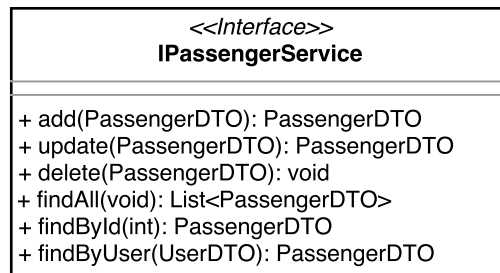 <<Interface>>
IPassengerService
+ add(PassengerDTO): PassengerDTO
+ update(PassengerDTO): PassengerDTO
+ delete(PassengerDTO): void
+ findAll(void): List<PassengerDTO>
+ findById(int): PassengerDTO
+ findByUser(UserDTO): PassengerDTO